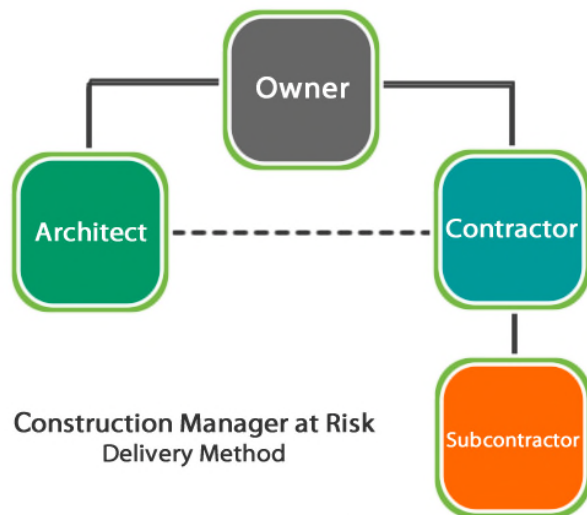 Owner
Architect
Contractor
Subcontractor
Construction Manager at Risk
Delivery Method